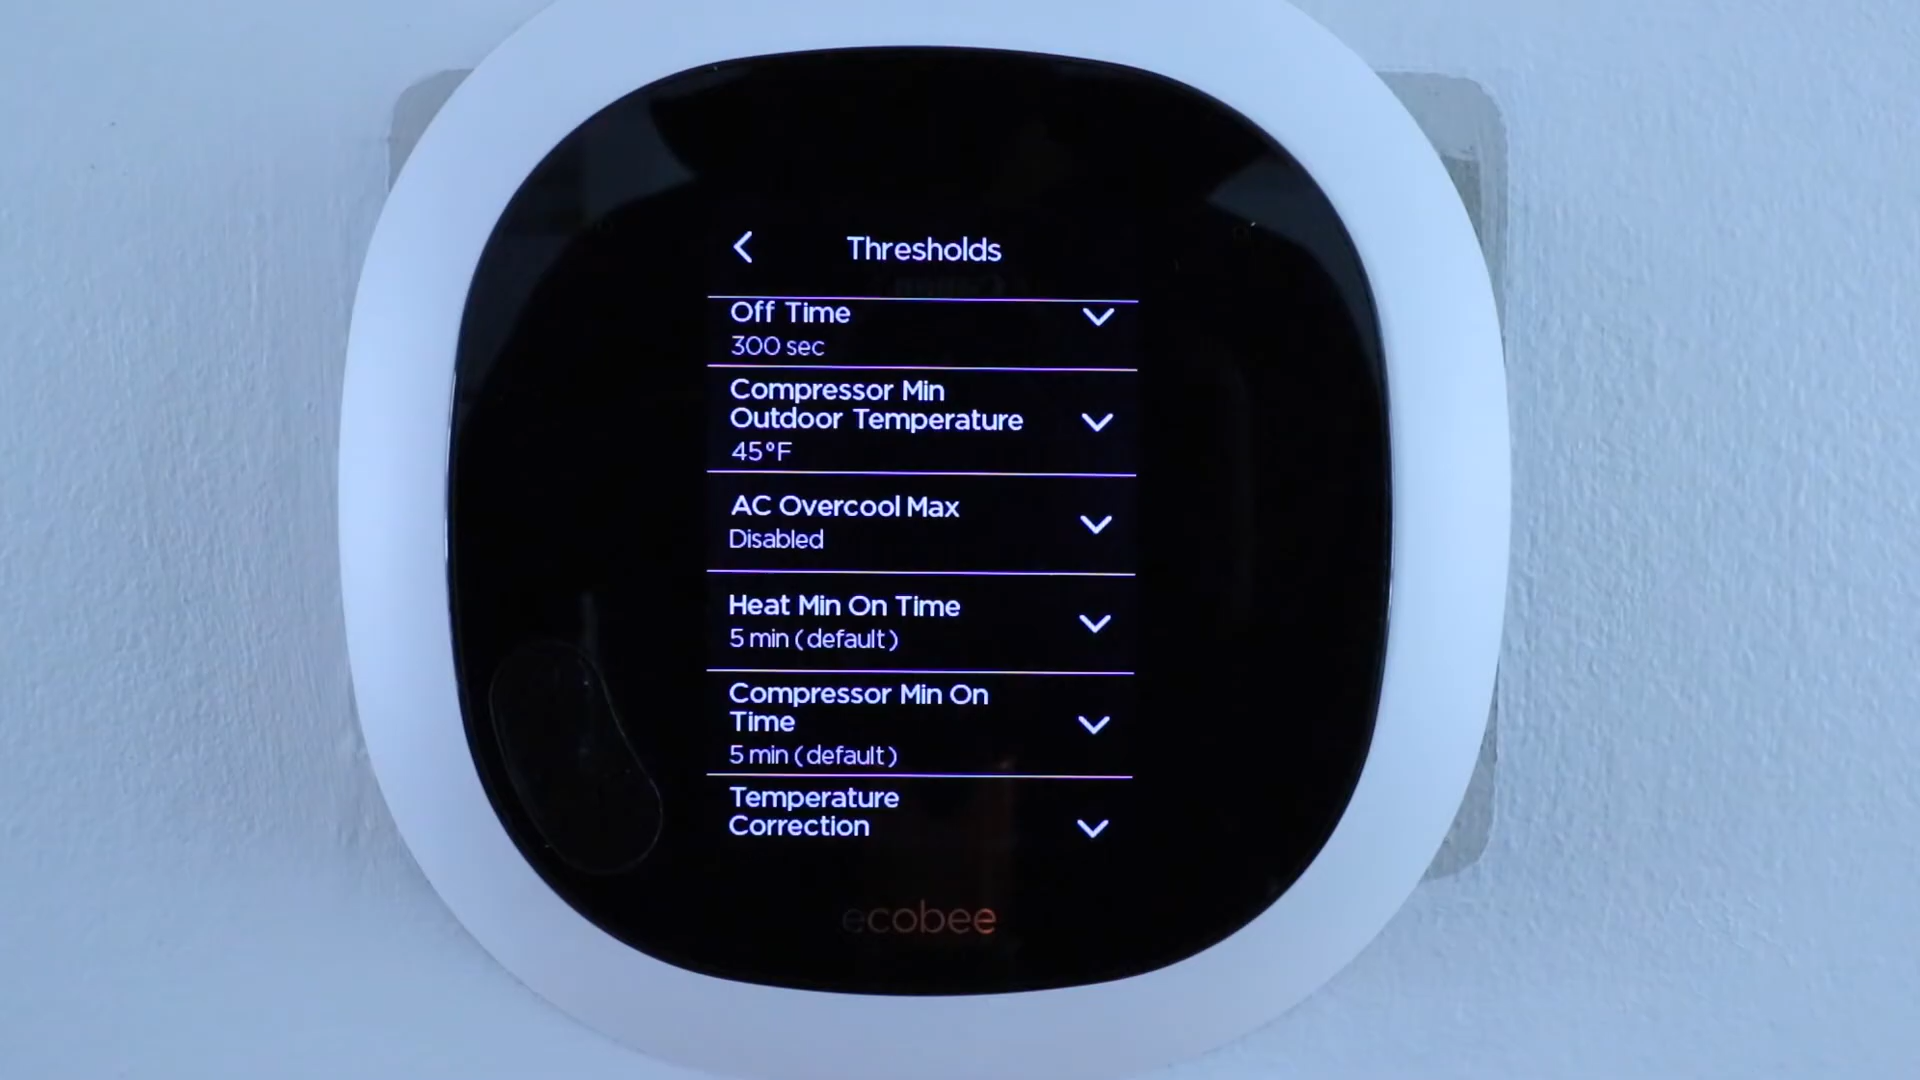 Thresholds
Off Time
300 sec
Compressor Min
Outdoor Temperature
45°F
AC Overcool Max
Disabled
Heat Min On Time
5 min (default)
Compressor Min On
Time
5 min (default)
Temperature
Correction
ecobee